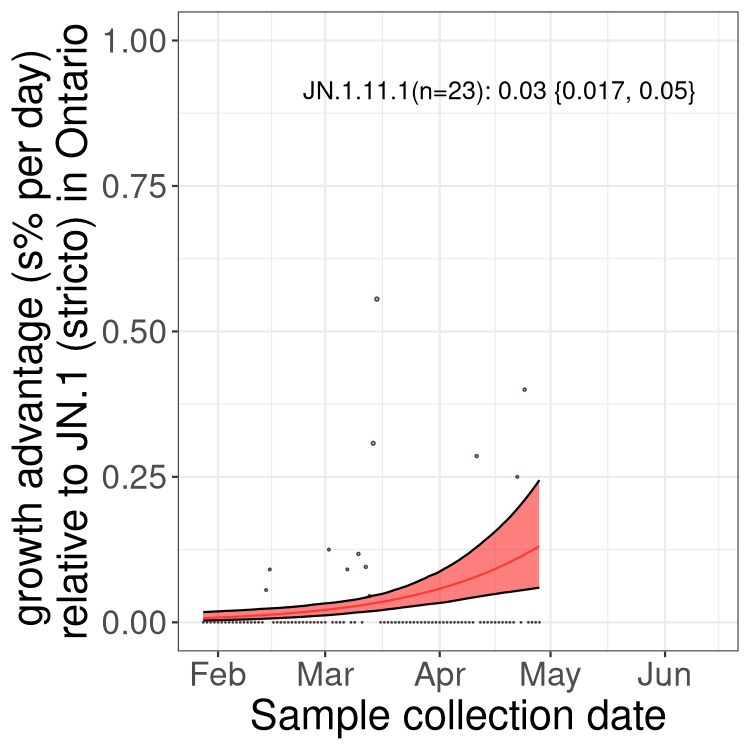 growth advantage (s% per day)
relative to JN.1 (stricto) in Ontario
1.00
0.75
0.50
0.25
0.00
JN.1.11.1(n=23): 0.03 {0.017, 0.05}
Feb Mar Apr May Jun
Sample collection date